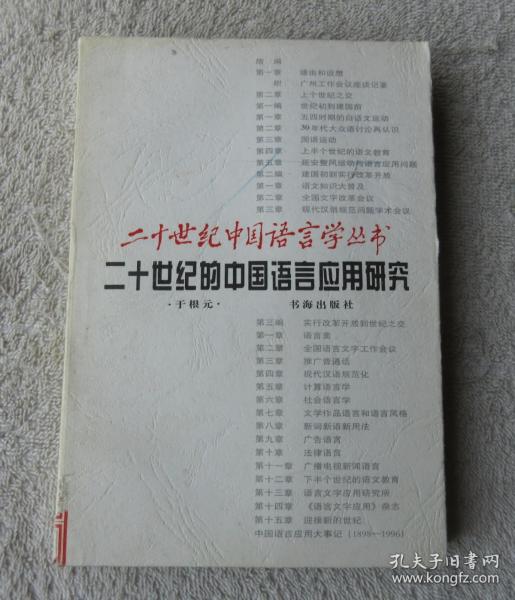 绪 编
第一章 缘由和设想
附 广州工作会议座谈记要
第二章 上个世纪之交
第一编 世纪初到建国前
第一章 五四时期的白话文运动
第二章 30年代大众语讨论再认识
第三章 国语运动
第四章 上半个世纪的语文教育
第五章 延安整风运动与语言应用问题
第二编 建国初到实行改革开放
第一章 语文知识大普及
第二章 全国文字改革会议
第三章 现代汉语规范问题学术会议
二十世纪中国语言学丛书
二十世纪的中国语言应用研究
·于根元· 书海出版社
第三编 实行改革开放到世纪之交
第一章 语言美
第二章 全国语言文字工作会议
第三章 推广普通话
第四章 现代汉语规范化
第五章 计算语言学
第六章 社会语言学
第七章 文学作品语言和语言风格
第八章 新词新语新用法
第九章 广告语言
第十章 法律语言
第十一章 广播电视新闻语言
第十二章 下半个世纪的语文教育
第十三章 语言文字应用研究所
第十四章 《语言文字应用》杂志
第十五章 迎接新的世纪
中国语言应用大事记(1898—1996)
孔夫子旧书网
www.kongfz.com